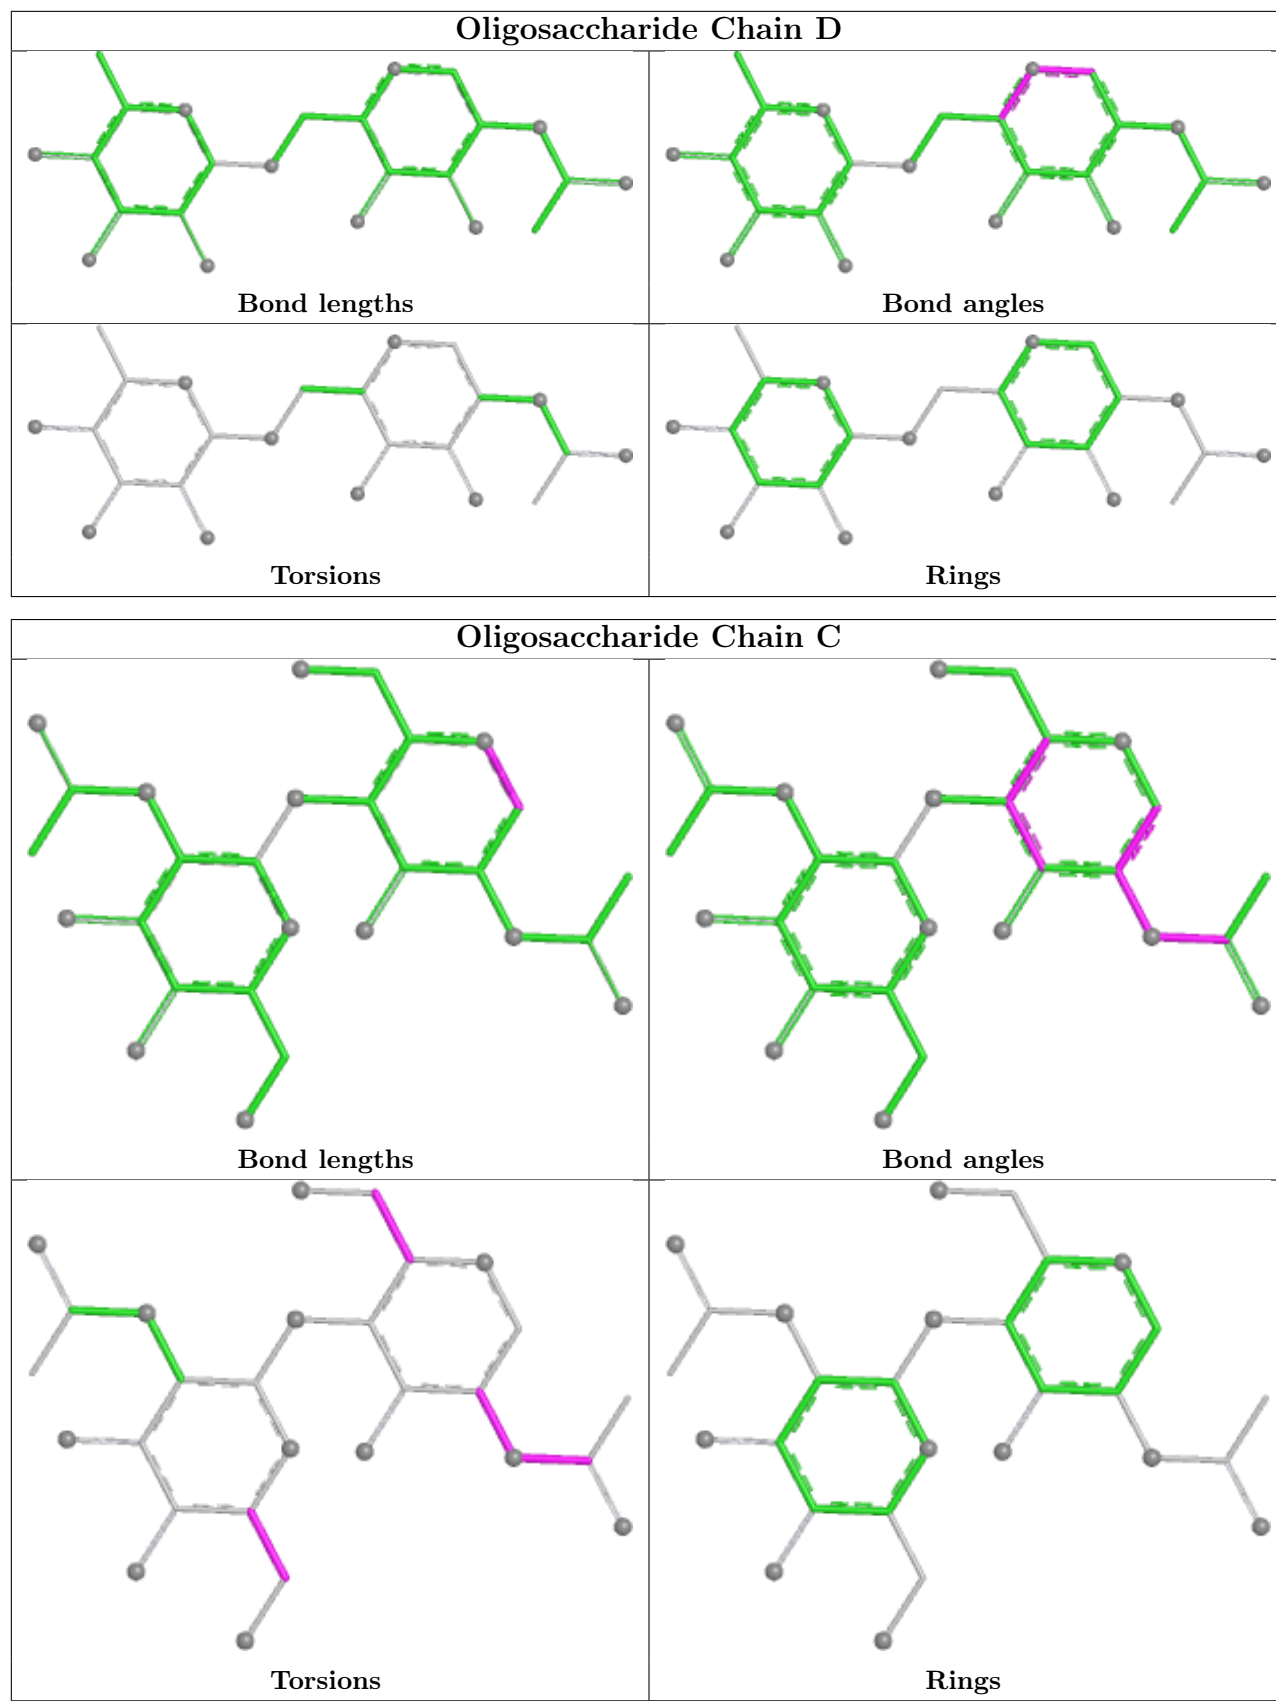 Oligosaccharide Chain D
Bond lengths
Bond angles
Torsions
Rings
Oligosaccharide Chain C
Bond lengths
Bond angles
Torsions
Rings